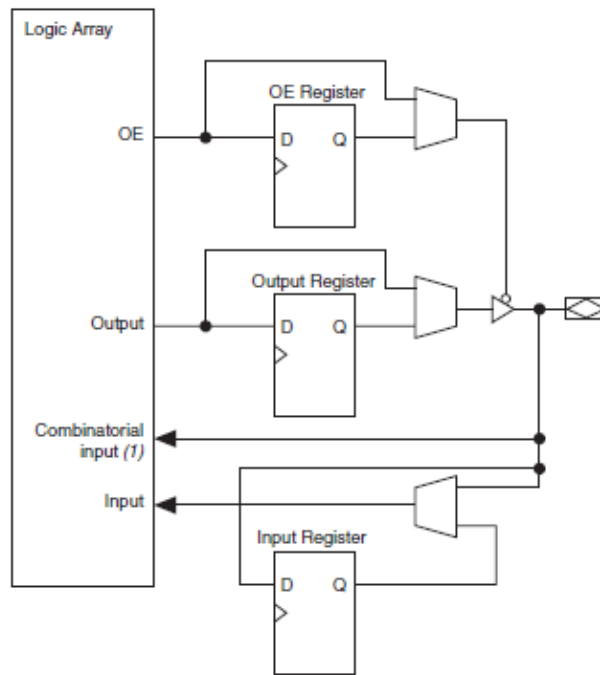 Logic Array
OE Register
OE
D Q
Output Register
Output
D Q
Combinatorial
input (1)
Input
Input Register
D Q